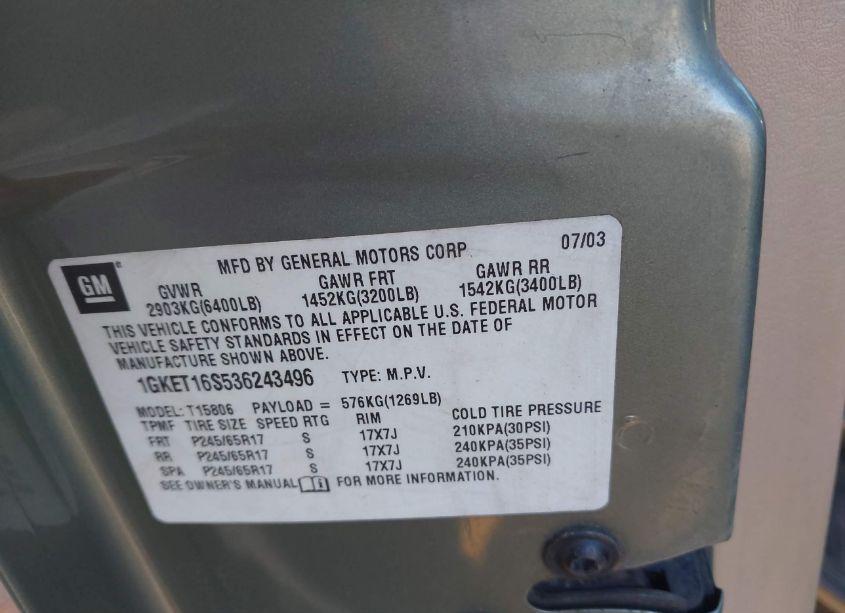 GM
MFD BY GENERAL MOTORS CORP 07/03
GVWR GAWR FRT GAWR RR
2903KG(6400LB) 1452KG(3200LB) 1542KG(3400LB)
THIS VEHICLE CONFORMS TO ALL APPLICABLE U.S. FEDERAL MOTOR
VEHICLE SAFETY STANDARDS IN EFFECT ON THE DATE OF
MANUFACTURE SHOWN ABOVE.
1GKET16S536243496 TYPE: M.P.V.
MODEL: T15806 PAYLOAD = 576KG(1269LB)
TPMF TIRE SIZE SPEED RTG RIM COLD TIRE PRESSURE
FRT P245/65R17 S 17X7J 210KPA(30PSI)
RR P245/65R17 S 17X7J 240KPA(35PSI)
SPA P245/65R17 S 17X7J 240KPA(35PSI)
SEE OWNER'S MANUAL FOR MORE INFORMATION.